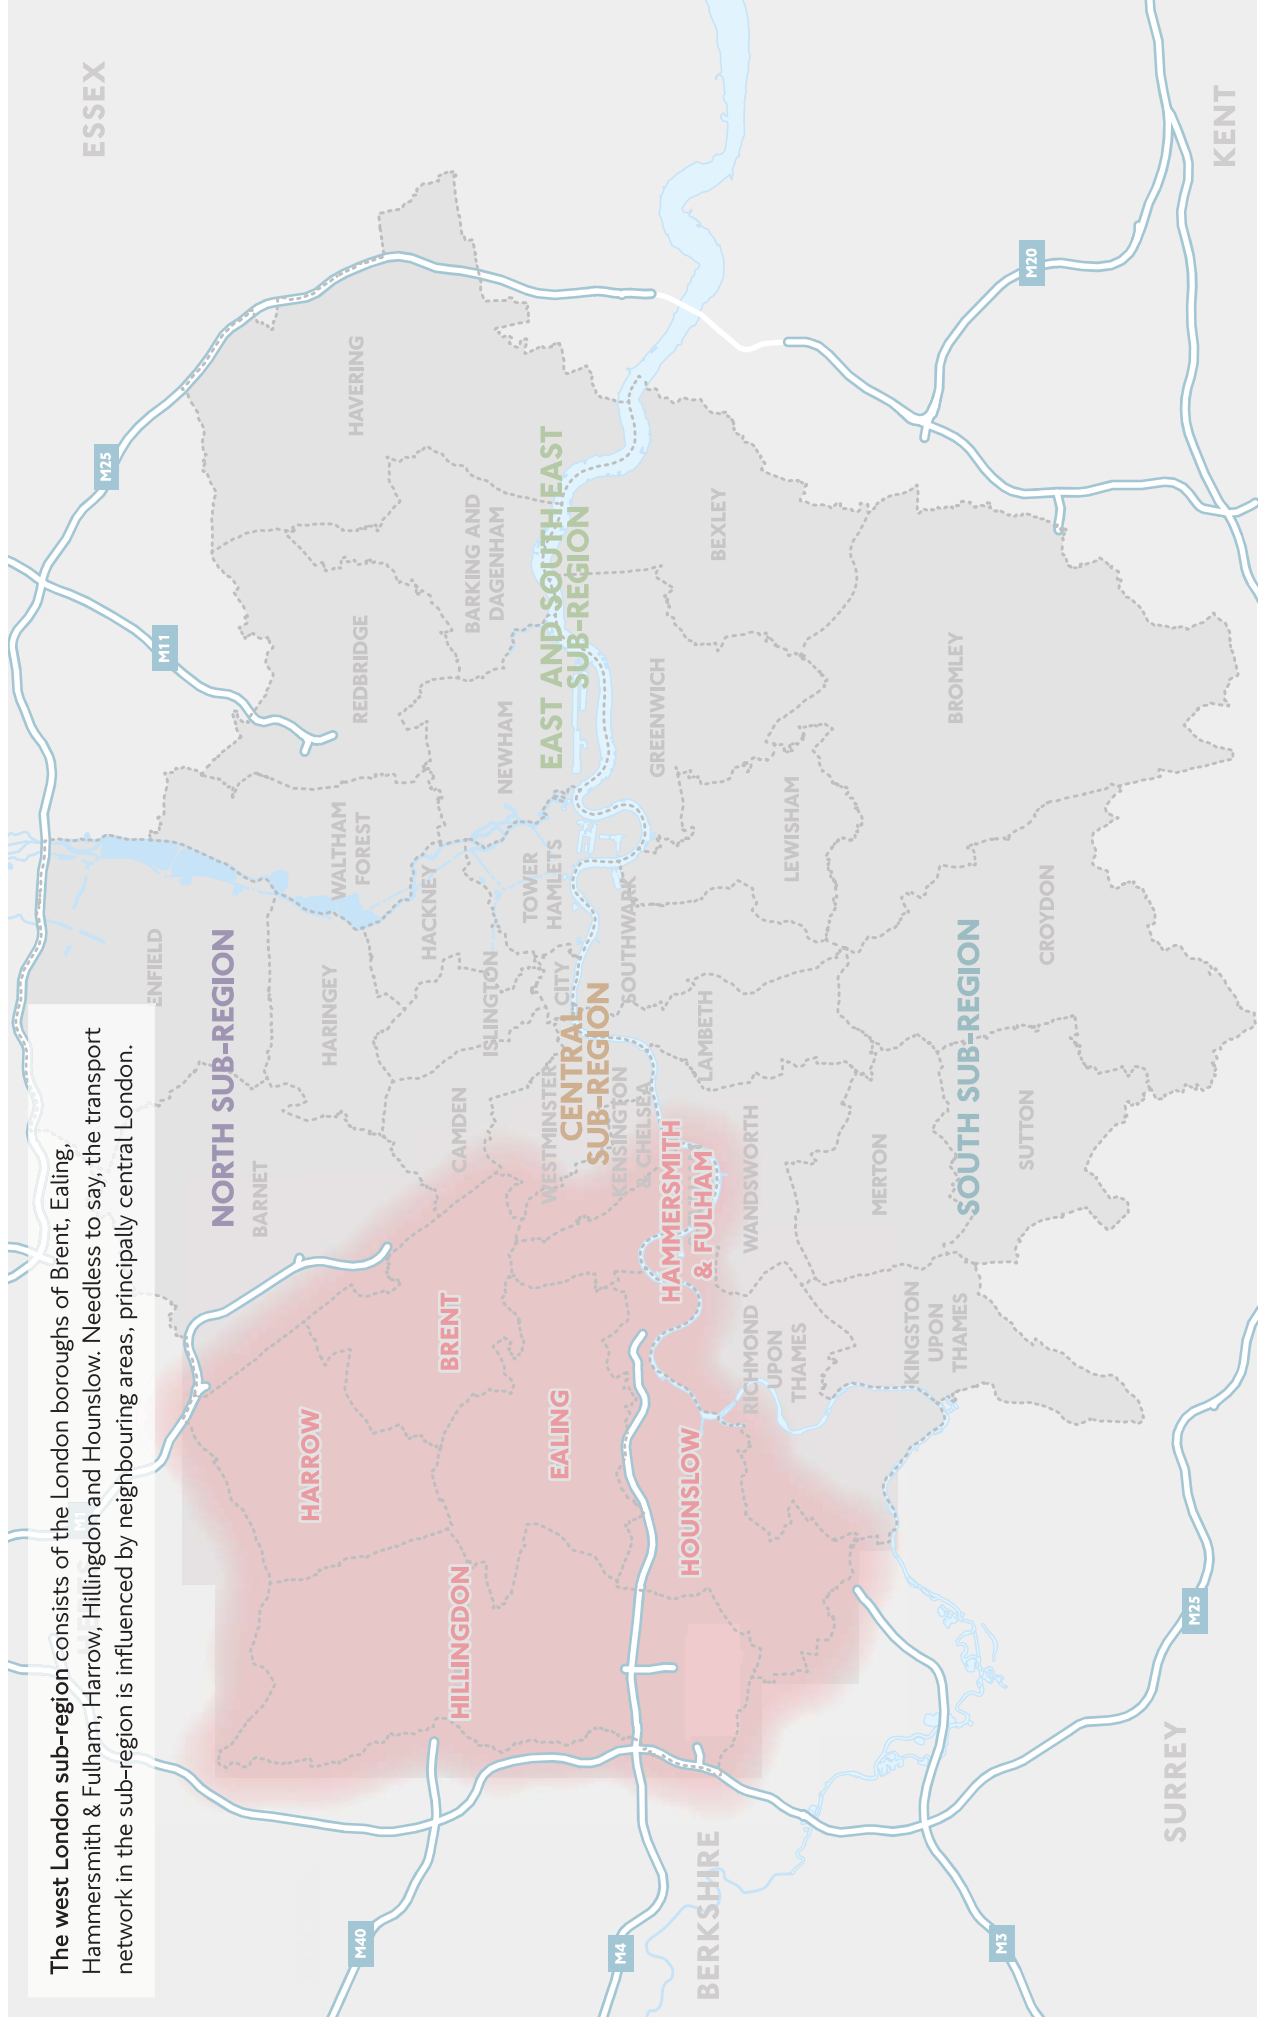 The west London sub-region consists of the London boroughs of Brent, Ealing,
Hammersmith & Fulham, Harrow, Hillingdon and Hounslow. Needless to say, the transport
network in the sub-region is influenced by neighbouring areas, principally central London.
M1
ESSEX
M25
M11
ENFIELD
NORTH SUB-REGION
BARNET
HARROW
HARINGEY
WALTHAM
FOREST
REDBRIDGE
HAVERING
M40
HILLINGDON
BRENT
CAMDEN
HACKNEY
ISLINGTON
NEWHAM
BARKING AND
DAGENHAM
EALING
WESTMINSTER
CITY
TOWER
HAMLETS
CENTRAL
SUB-REGION
EAST AND SOUTH EAST
SUB-REGION
KENSINGTON
& CHELSEA
SOUTHWARK
GREENWICH
M4
BERKSHIRE
HOUNSLOW
HAMMERSMITH
& FULHAM
LAMBETH
BEXLEY
RICHMOND
UPON
THAMES
WANDSWORTH
LEWISHAM
MERTON
KINGSTON
UPON
THAMES
SOUTH SUB-REGION
BROMLEY
SUTTON
CROYDON
M3
M20
SURREY
M25
KENT